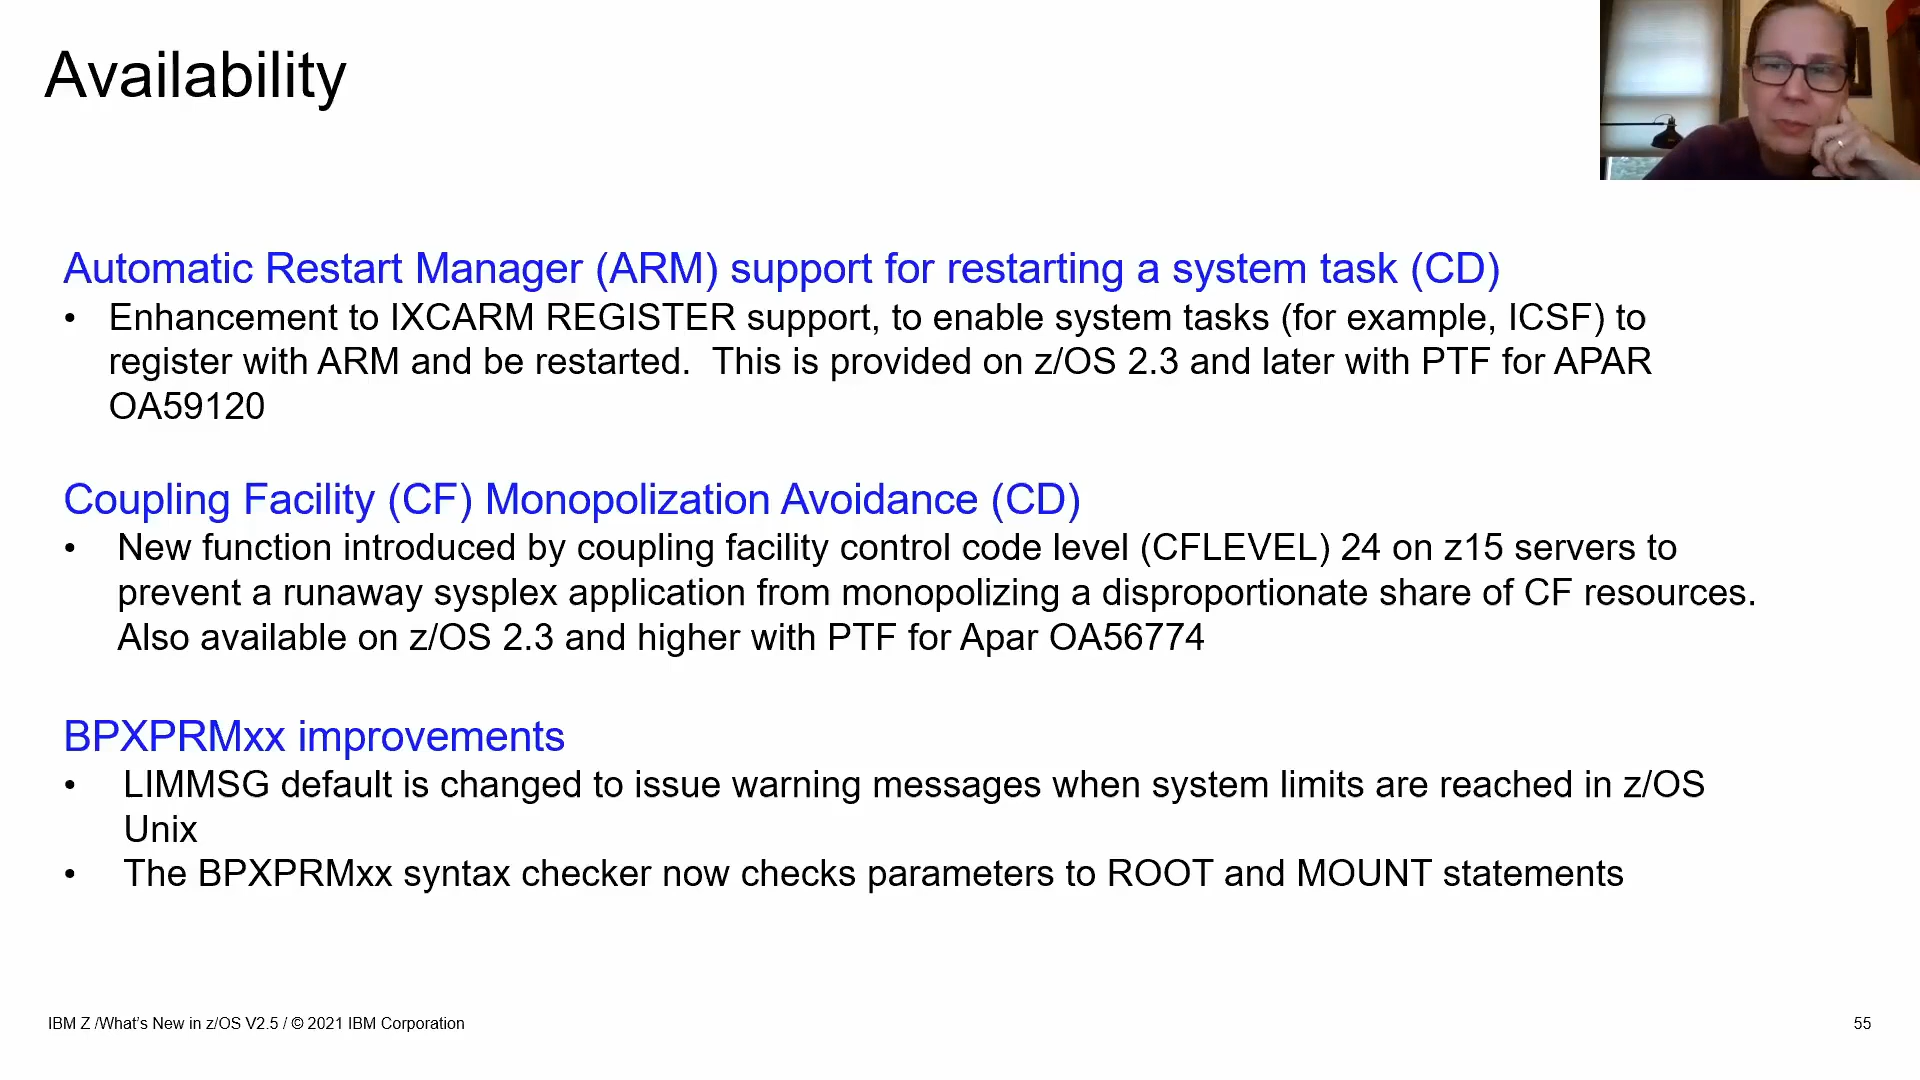 Availability
Automatic Restart Manager (ARM) support for restarting a system task (CD)
• Enhancement to IXCARM REGISTER support, to enable system tasks (for example, ICSF) to
register with ARM and be restarted.  This is provided on z/OS 2.3 and later with PTF for APAR
OA59120
Coupling Facility (CF) Monopolization Avoidance (CD)
• New function introduced by coupling facility control code level (CFLEVEL) 24 on z15 servers to
prevent a runaway sysplex application from monopolizing a disproportionate share of CF resources.
Also available on z/OS 2.3 and higher with PTF for Apar OA56774
BPXPRMxx improvements
• LIMMSG default is changed to issue warning messages when system limits are reached in z/OS
Unix
• The BPXPRMxx syntax checker now checks parameters to ROOT and MOUNT statements
IBM Z /What’s New in z/OS V2.5 / © 2021 IBM Corporation
55